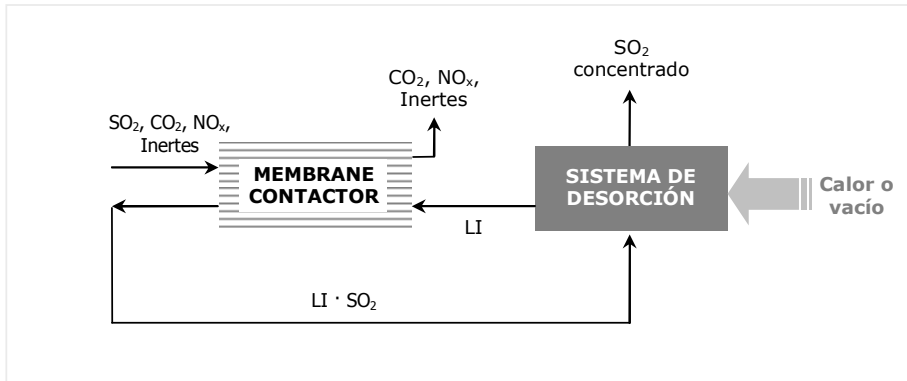 SO₂
concentrado
CO₂, NOₓ,
Inertes
SO₂, CO₂, NOₓ,
Inertes
MEMBRANE
CONTACTOR
SISTEMA DE
DESORCIÓN
Calor o
vacío
LI
LI · SO₂